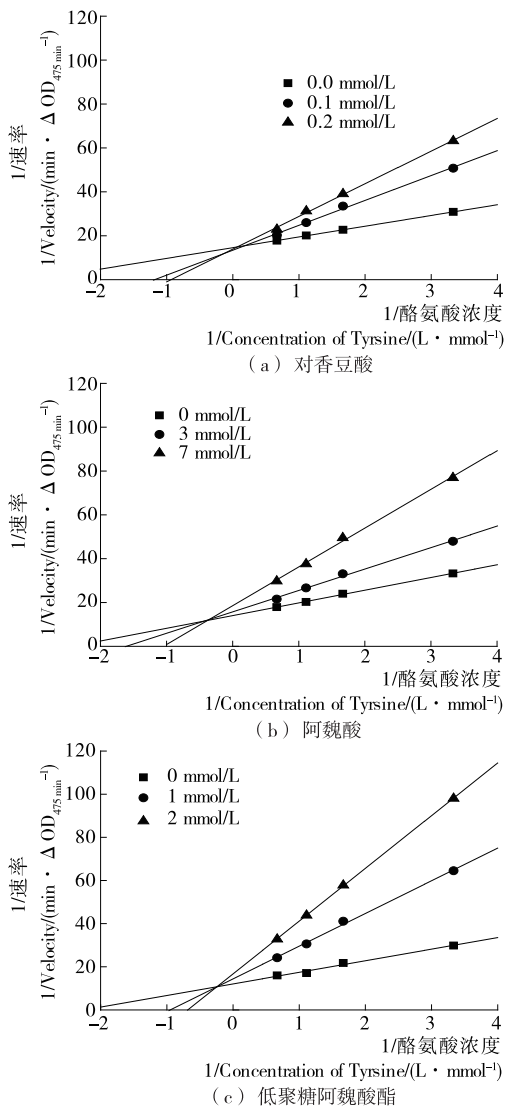 120
100
80
60
40
20
0
1/速率
1/Velocity/(min·ΔOD475 min⁻¹)
0.0 mmol/L
0.1 mmol/L
0.2 mmol/L
−2 −1 0 1 2 3 4
1/酪氨酸浓度
1/Concentration of Tyrsine/(L·mmol⁻¹)
(a) 对香豆酸
120
100
80
60
40
20
0
1/速率
1/Velocity/(min·ΔOD475 min⁻¹)
0 mmol/L
3 mmol/L
7 mmol/L
−2 −1 0 1 2 3 4
1/酪氨酸浓度
1/Concentration of Tyrsine/(L·mmol⁻¹)
(b) 阿魏酸
120
100
80
60
40
20
0
1/速率
1/Velocity/(min·ΔOD475 min⁻¹)
0 mmol/L
1 mmol/L
2 mmol/L
−2 −1 0 1 2 3 4
1/酪氨酸浓度
1/Concentration of Tyrsine/(L·mmol⁻¹)
(c) 低聚糖阿魏酸酯